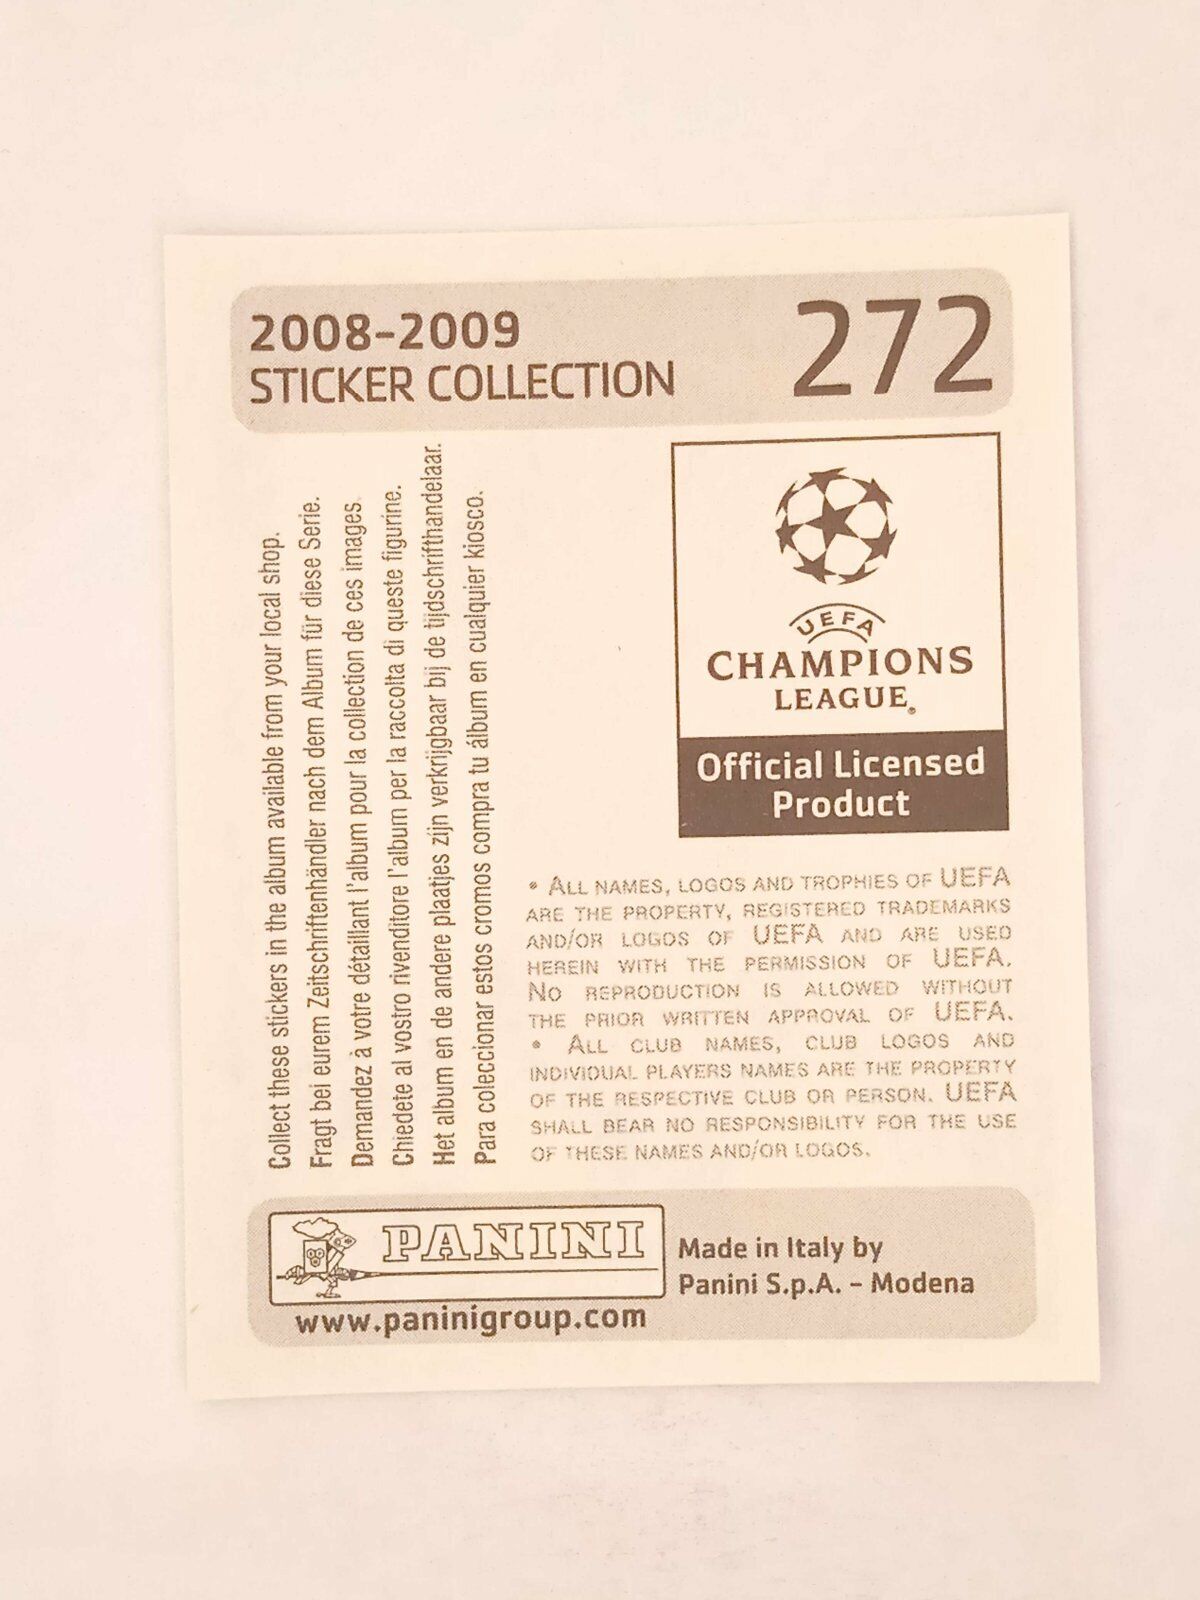 2008-2009
STICKER COLLECTION
272
Collect these stickers in the album available from your local shop.
Fragt bei eurem Zeitschriftenhändler nach dem Album für diese Serie.
Demandez à votre détaillant l'album pour la collection de ces images.
Chiedete al vostro rivenditore l'album per la raccolta di queste figurine.
Het album en de andere plaatjes zijn verkrijgbaar bij de tijdschrifthandelaar.
Para coleccionar estos cromos compra tu álbum en cualquier kiosco.
UEFA
CHAMPIONS
LEAGUE®
Official Licensed
Product
• ALL NAMES, LOGOS AND TROPHIES OF UEFA
ARE THE PROPERTY, REGISTERED TRADEMARKS
AND/OR LOGOS OF UEFA AND ARE USED
HEREIN WITH THE PERMISSION OF UEFA.
NO REPRODUCTION IS ALLOWED WITHOUT
THE PRIOR WRITTEN APPROVAL OF UEFA.
• ALL CLUB NAMES, CLUB LOGOS AND
INDIVIDUAL PLAYERS NAMES ARE THE PROPERTY
OF THE RESPECTIVE CLUB OR PERSON. UEFA
SHALL BEAR NO RESPONSIBILITY FOR THE USE
OF THESE NAMES AND/OR LOGOS.
PANINI
www.paninigroup.com
Made in Italy by
Panini S.p.A. - Modena